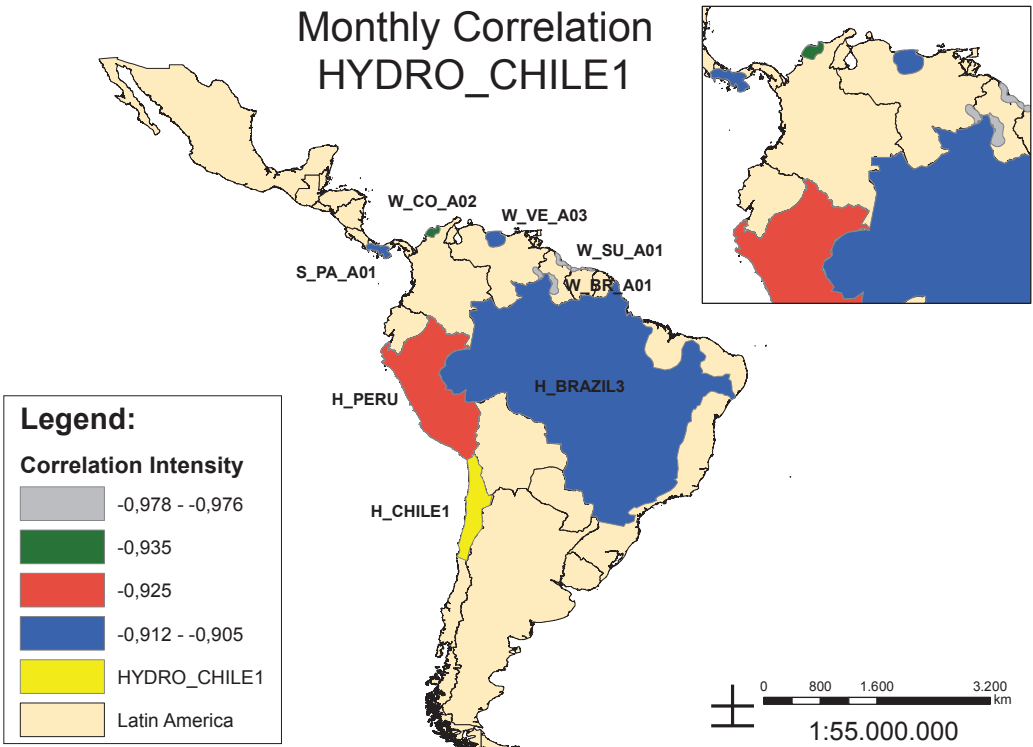 Monthly Correlation
HYDRO_CHILE1
W_CO_A02
W_VE_A03
W_SU_A01
S_PA_A01
W_BR_A01
H_BRAZIL3
H_PERU
H_CHILE1
Legend:
Correlation Intensity
-0,978 - -0,976
-0,935
-0,925
-0,912 - -0,905
HYDRO_CHILE1
Latin America
0 800 1.600 3.200
km
1:55.000.000